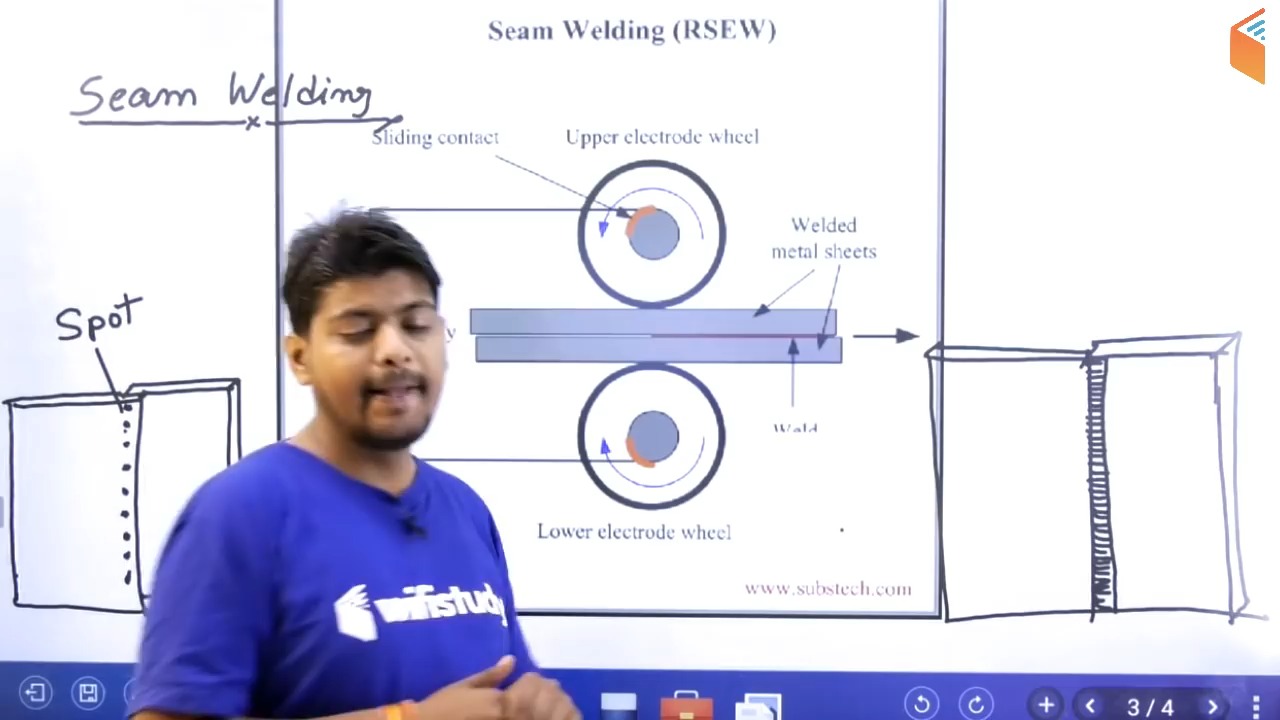 Seam Welding (RSEW)
Seam Welding
Sliding contact
Upper electrode wheel
Welded
metal sheets
Spot
y
Weld
Lower electrode wheel
www.substech.com
wifistudy
3 / 4